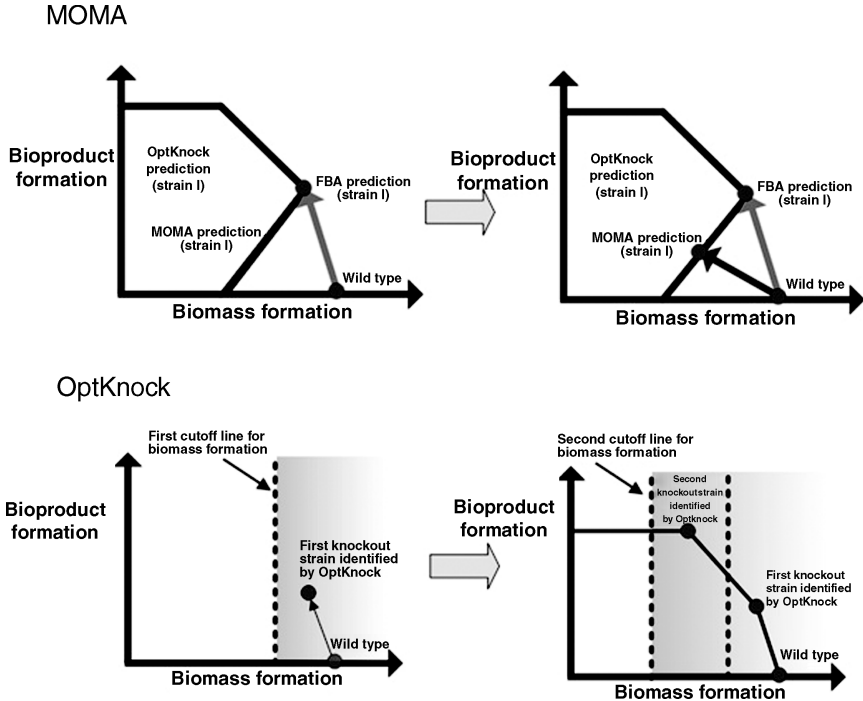 MOMA
Bioproduct
formation
OptKnock
prediction
(strain I)
FBA prediction
(strain I)
MOMA prediction
(strain I)
Wild type
Biomass formation
Bioproduct
formation
OptKnock
prediction
(strain I)
FBA prediction
(strain I)
MOMA prediction
(strain I)
Wild type
Biomass formation
OptKnock
First cutoff line for
biomass formation
Bioproduct
formation
First knockout
strain identified
by OptKnock
Wild type
Biomass formation
Second cutoff line for
biomass formation
Bioproduct
formation
Second
knockoutstrain
identified
by Optknock
First knockout
strain identified
by OptKnock
Wild type
Biomass formation